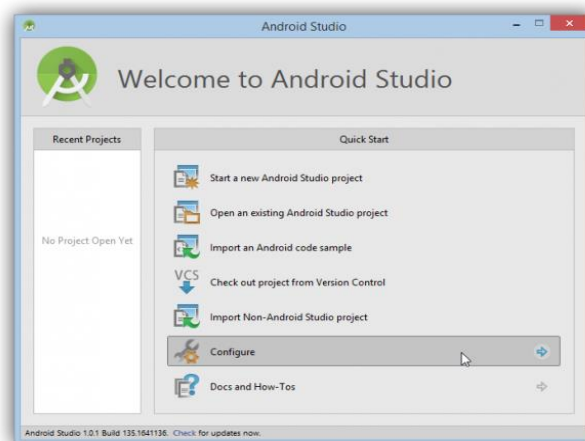 Android Studio
Welcome to Android Studio
Recent Projects
No Project Open Yet
Quick Start
Start a new Android Studio project
Open an existing Android Studio project
Import an Android code sample
VCS
Check out project from Version Control
Import Non-Android Studio project
Configure
Docs and How-Tos
Android Studio 1.0.1 Build 135.1641136. Check for updates now.